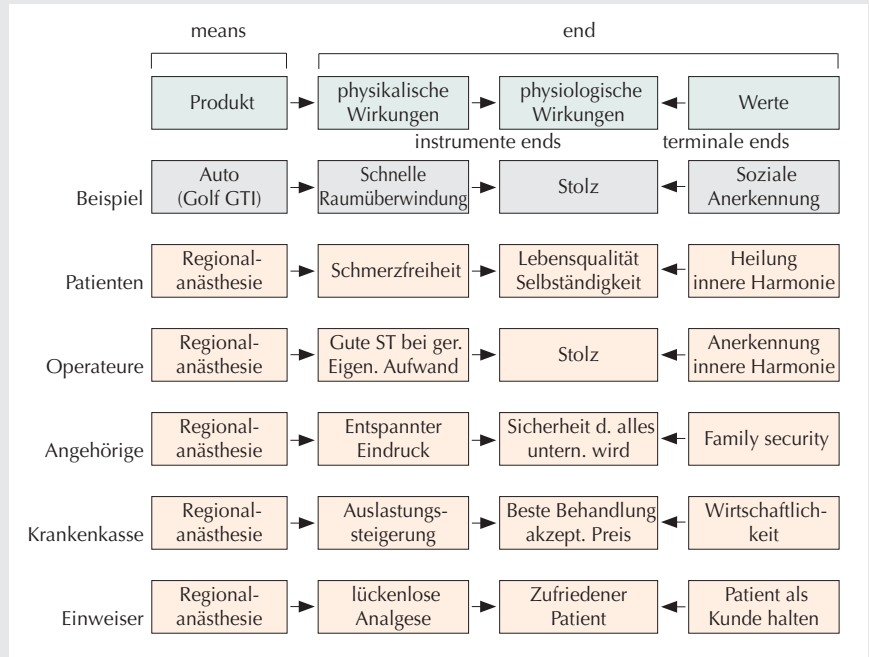 means
end
Produkt
physikalische
Wirkungen
physiologische
Wirkungen
Werte
instrumente ends
terminale ends
Beispiel
Auto
(Golf GTI)
Schnelle
Raumüberwindung
Stolz
Soziale
Anerkennung
Patienten
Regional-
anästhesie
Schmerzfreiheit
Lebensqualität
Selbständigkeit
Heilung
innere Harmonie
Operateure
Regional-
anästhesie
Gute ST bei ger.
Eigen. Aufwand
Stolz
Anerkennung
innere Harmonie
Angehörige
Regional-
anästhesie
Entspannter
Eindruck
Sicherheit d. alles
untern. wird
Family security
Krankenkasse
Regional-
anästhesie
Auslastungs-
steigerung
Beste Behandlung
akzept. Preis
Wirtschaftlich-
keit
Einweiser
Regional-
anästhesie
lückenlose
Analgese
Zufriedener
Patient
Patient als
Kunde halten